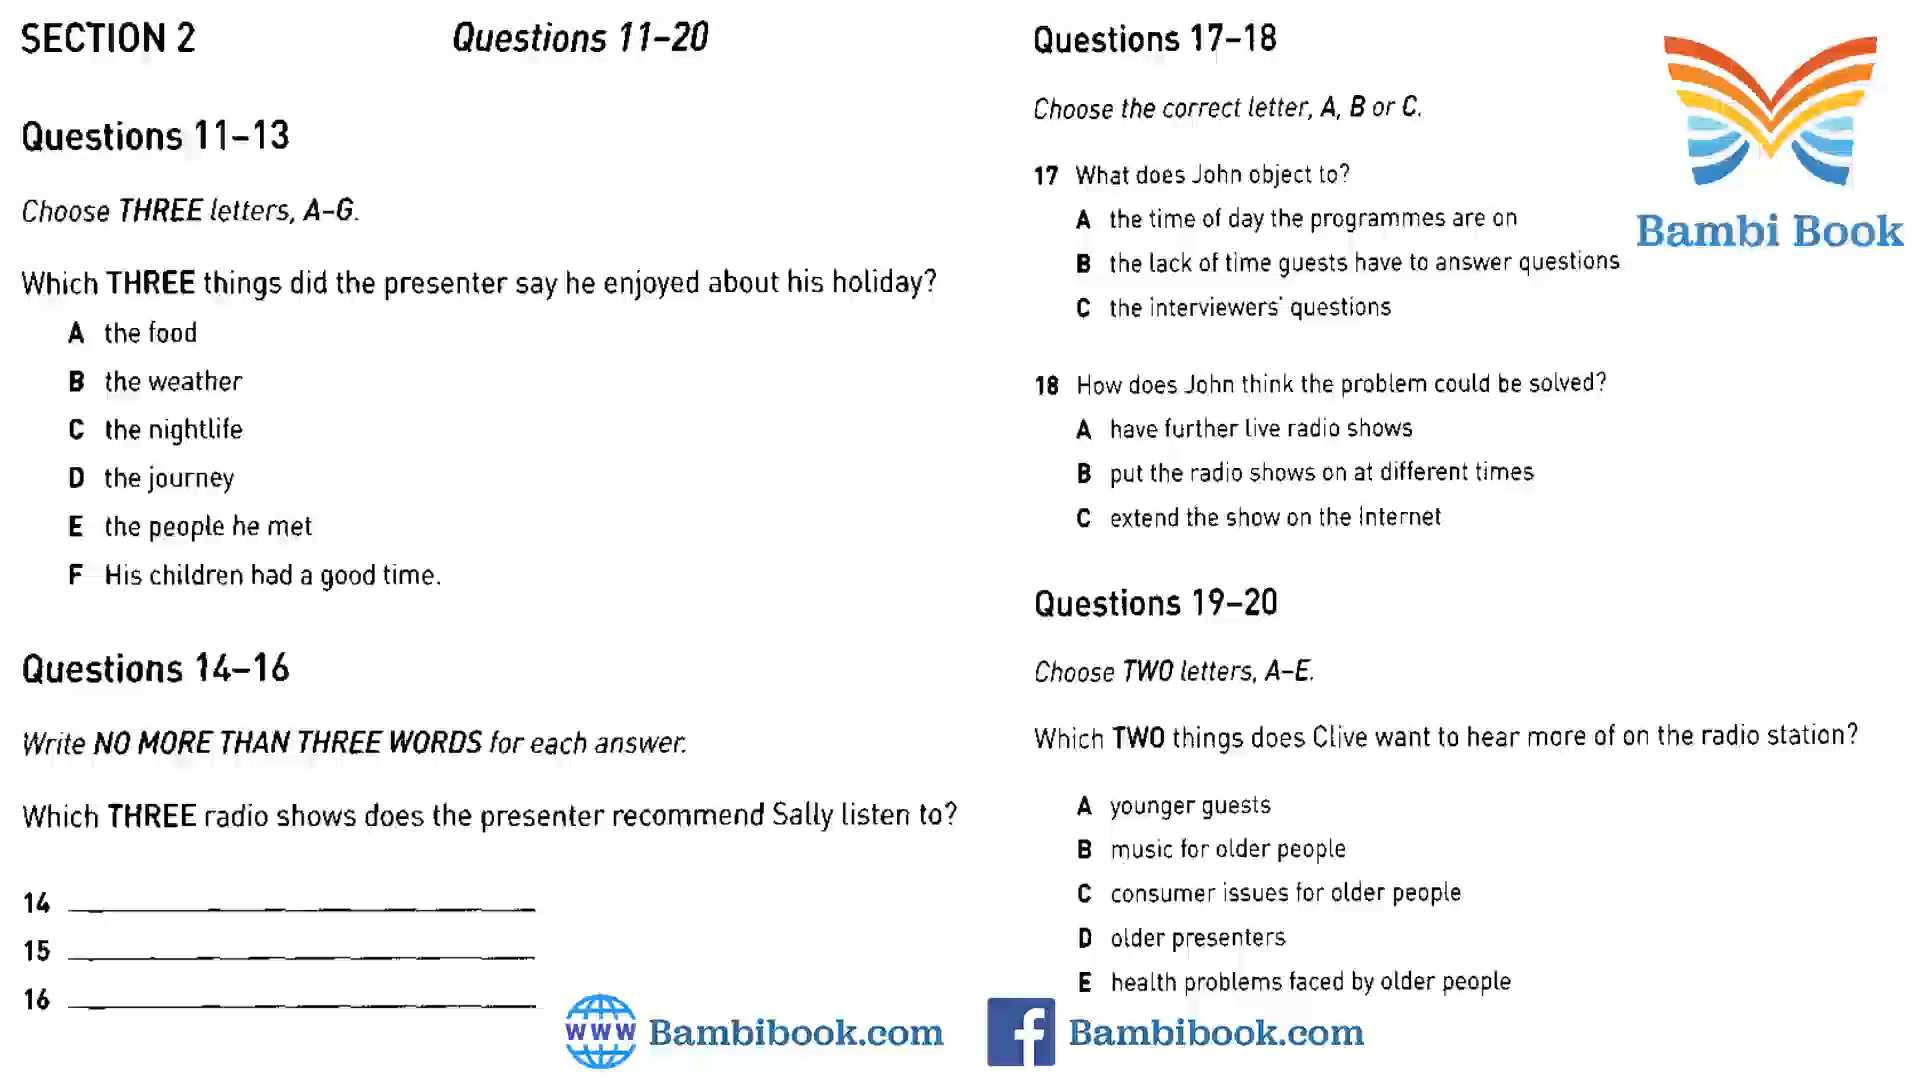 SECTION 2 Questions 11–20
Questions 11–13
Choose THREE letters, A–G.
Which THREE things did the presenter say he enjoyed about his holiday?
A the food
B the weather
C the nightlife
D the journey
E the people he met
F His children had a good time.
Questions 14–16
Write NO MORE THAN THREE WORDS for each answer.
Which THREE radio shows does the presenter recommend Sally listen to?
14
15
16
Questions 17–18
Choose the correct letter, A, B or C.
17 What does John object to?
A the time of day the programmes are on
B the lack of time guests have to answer questions
C the interviewers' questions
18 How does John think the problem could be solved?
A have further live radio shows
B put the radio shows on at different times
C extend the show on the Internet
Questions 19–20
Choose TWO letters, A–E.
Which TWO things does Clive want to hear more of on the radio station?
A younger guests
B music for older people
C consumer issues for older people
D older presenters
E health problems faced by older people
Bambi Book
WWW Bambibook.com
f Bambibook.com